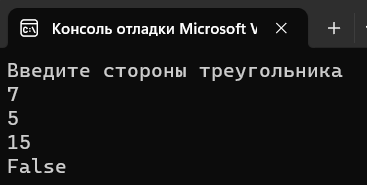 Консоль отладки Microsoft V
Введите стороны треугольника
7
5
15
False